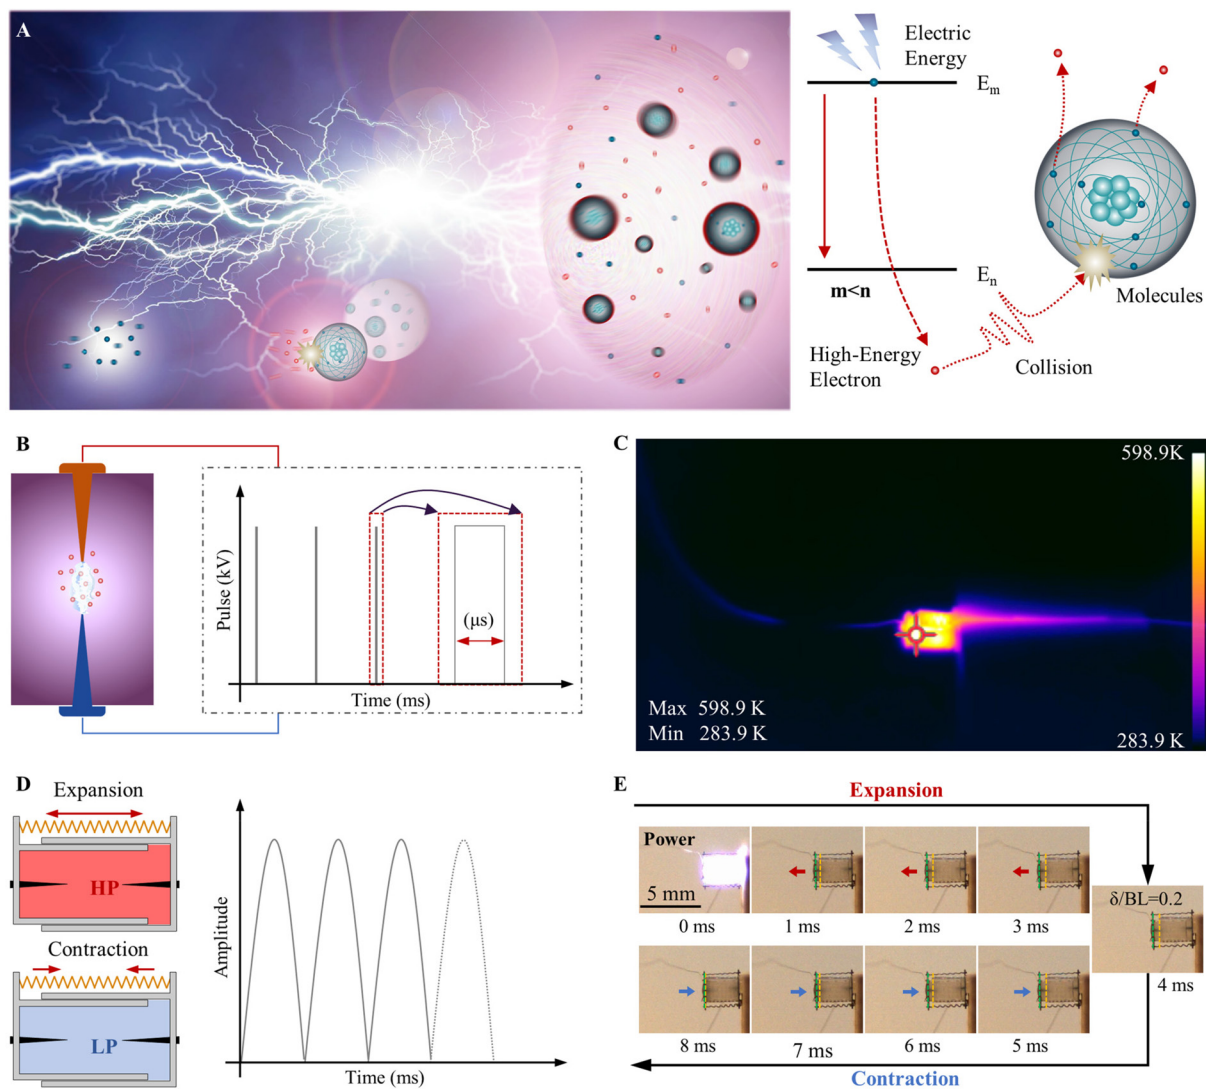 A
Electric
Energy
E_m
E_n
m<n
Molecules
High-Energy
Electron
Collision
B
Pulse (kV)
(μs)
Time (ms)
C
598.9K
Max 598.9 K
Min 283.9 K
283.9 K
D
Expansion
HP
Contraction
LP
Amplitude
Time (ms)
E
Expansion
Power
5 mm
0 ms
1 ms
2 ms
3 ms
δ/BL=0.2
4 ms
8 ms
7 ms
6 ms
5 ms
Contraction